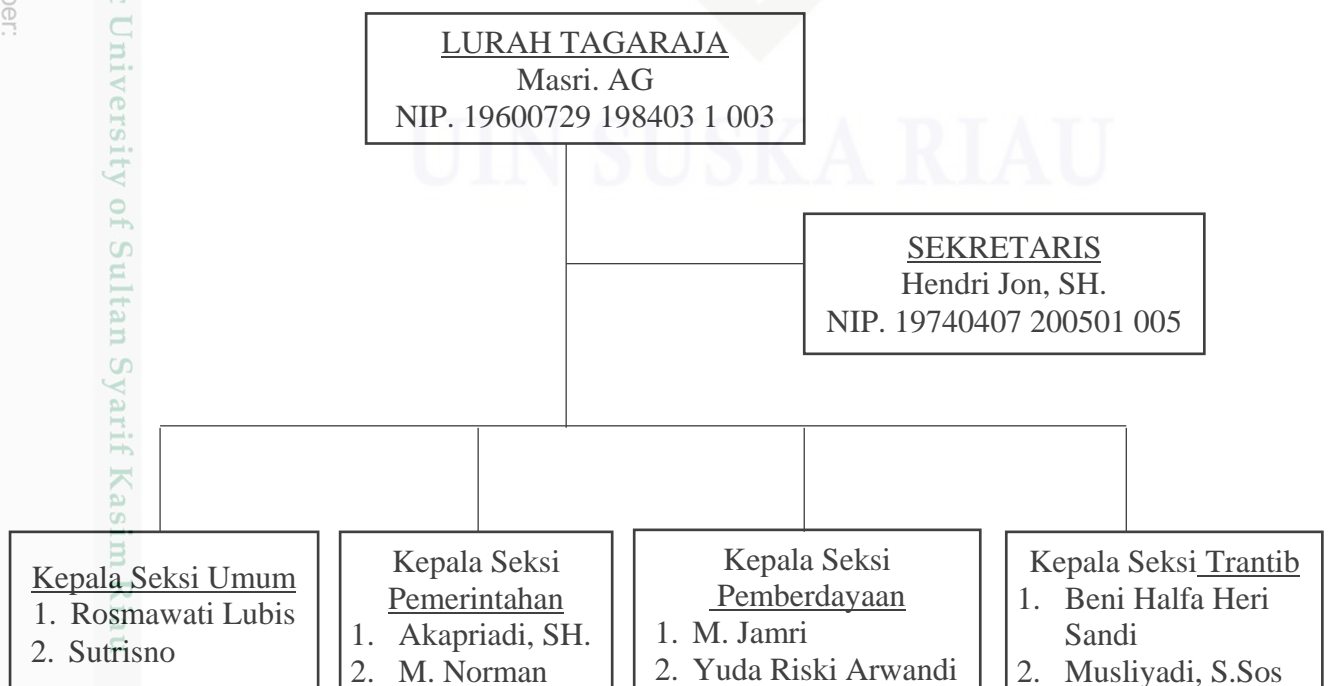 LURAH TAGARAJA
Masri. AG
NIP. 19600729 198403 1 003
UIN SUSKA RIAU
SEKRETARIS
Hendri Jon, SH.
NIP. 19740407 200501 005
Kepala Seksi Umum
1. Rosmawati Lubis
2. Sutrisno
Kepala Seksi
Pemerintahan
1. Akapriadi, SH.
2. M. Norman
Kepala Seksi
Pemberdayaan
1. M. Jamri
2. Yuda Riski Arwandi
Kepala Seksi Trantib
1. Beni Halfa Heri
Sandi
2. Musliyadi, S.Sos
University of Sultan Syarif Kasim Riau